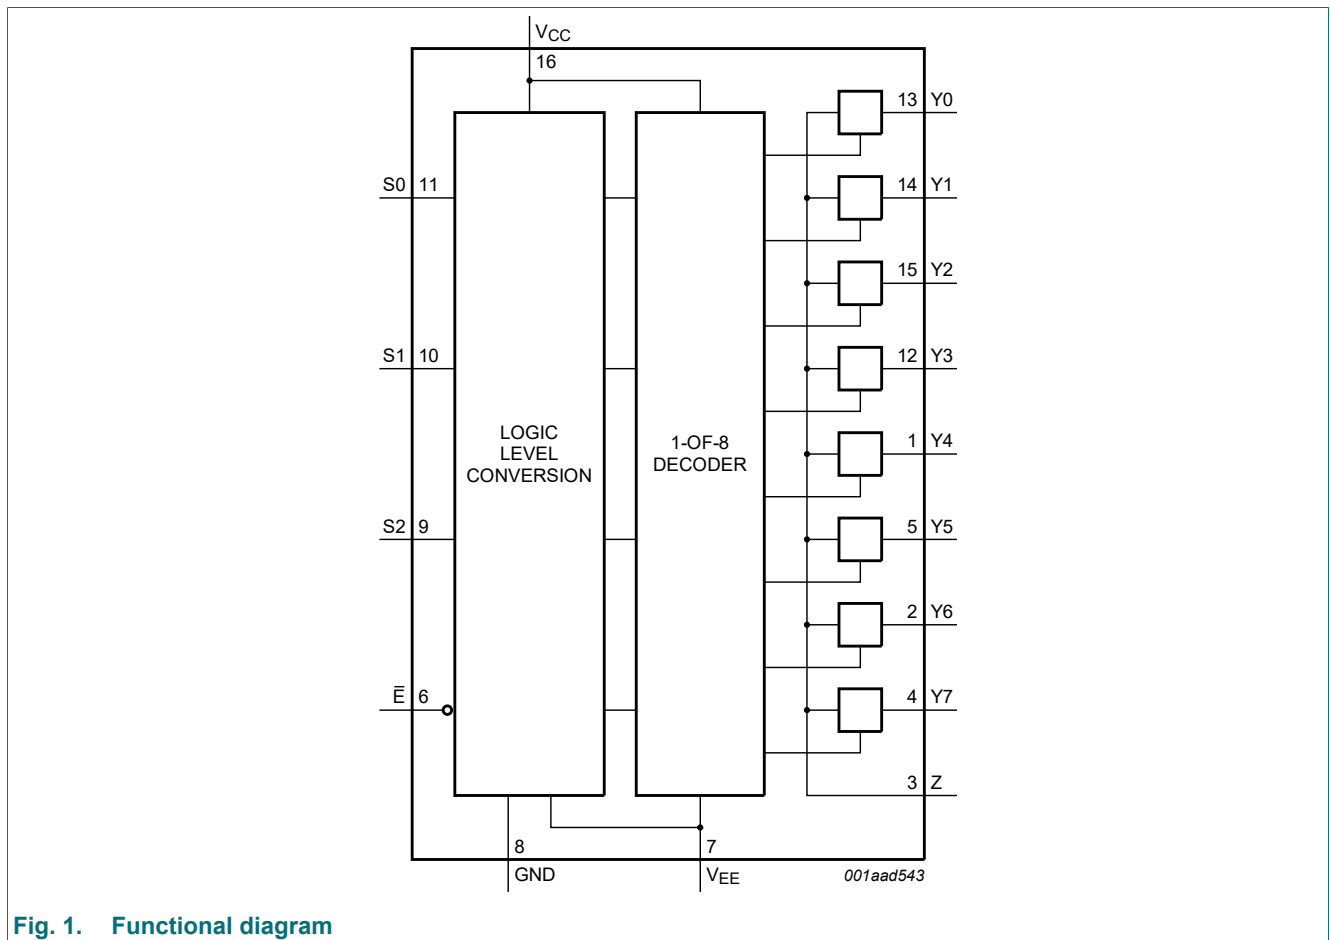 VCC
16
13 Y0
S0 11
14 Y1
15 Y2
S1 10
12 Y3
LOGIC
LEVEL
CONVERSION
1-OF-8
DECODER
1 Y4
S2 9
5 Y5
2 Y6
E̅ 6
4 Y7
3 Z
8
GND
7
VEE
001aad543
Fig. 1. Functional diagram